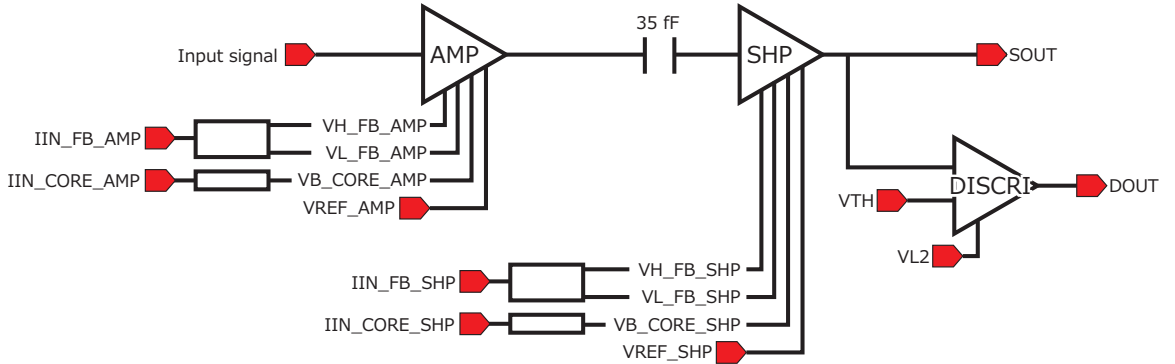 35 fF
Input signal
AMP
SHP
SOUT
IIN_FB_AMP
VH_FB_AMP
VL_FB_AMP
IIN_CORE_AMP
VB_CORE_AMP
VREF_AMP
DISCRI
DOUT
VTH
VL2
IIN_FB_SHP
VH_FB_SHP
VL_FB_SHP
IIN_CORE_SHP
VB_CORE_SHP
VREF_SHP